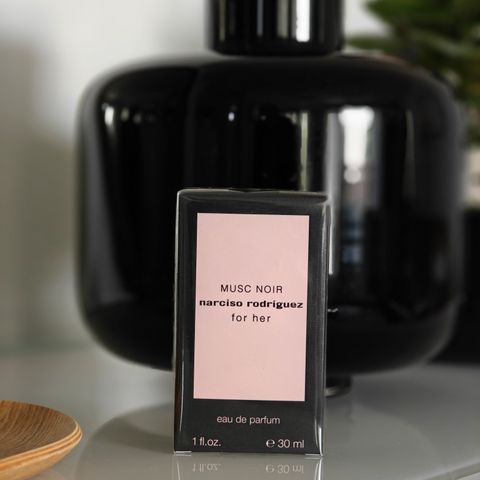 MUSC NOIR
narciso rodriguez
for her
eau de parfum
1 fl.oz. ℮ 30 ml